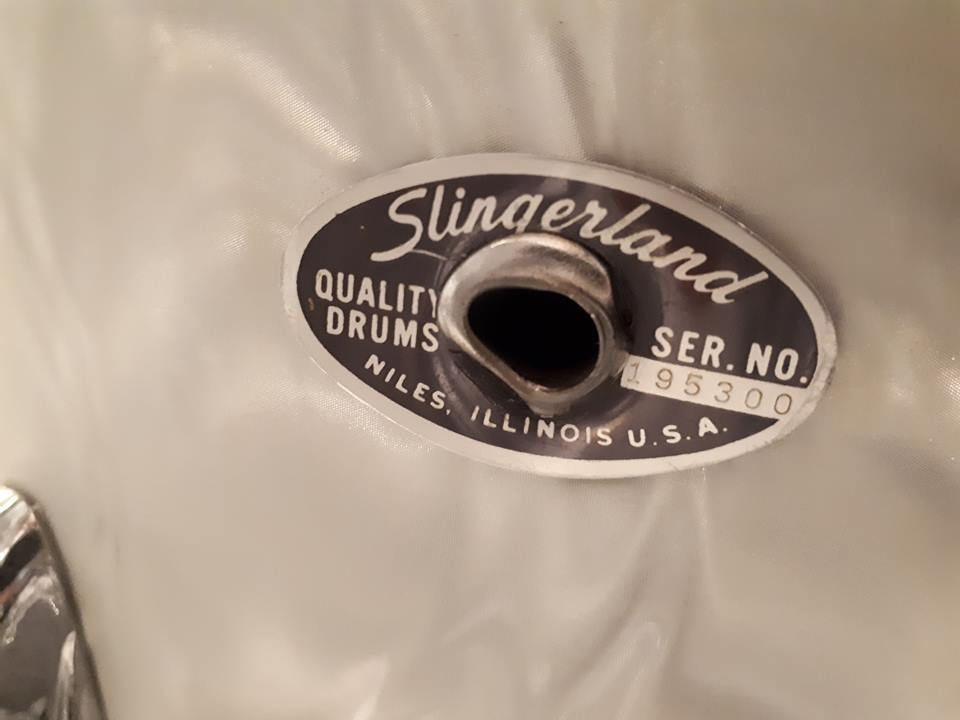 Slingerland
QUALITY
DRUMS
SER. NO.
195300
NILES, ILLINOIS U.S.A.